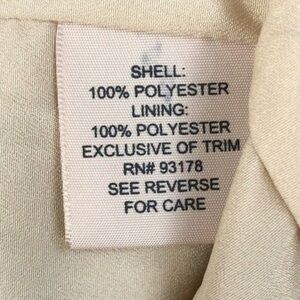 SHELL:
100% POLYESTER
LINING:
100% POLYESTER
EXCLUSIVE OF TRIM
RN# 93178
SEE REVERSE
FOR CARE